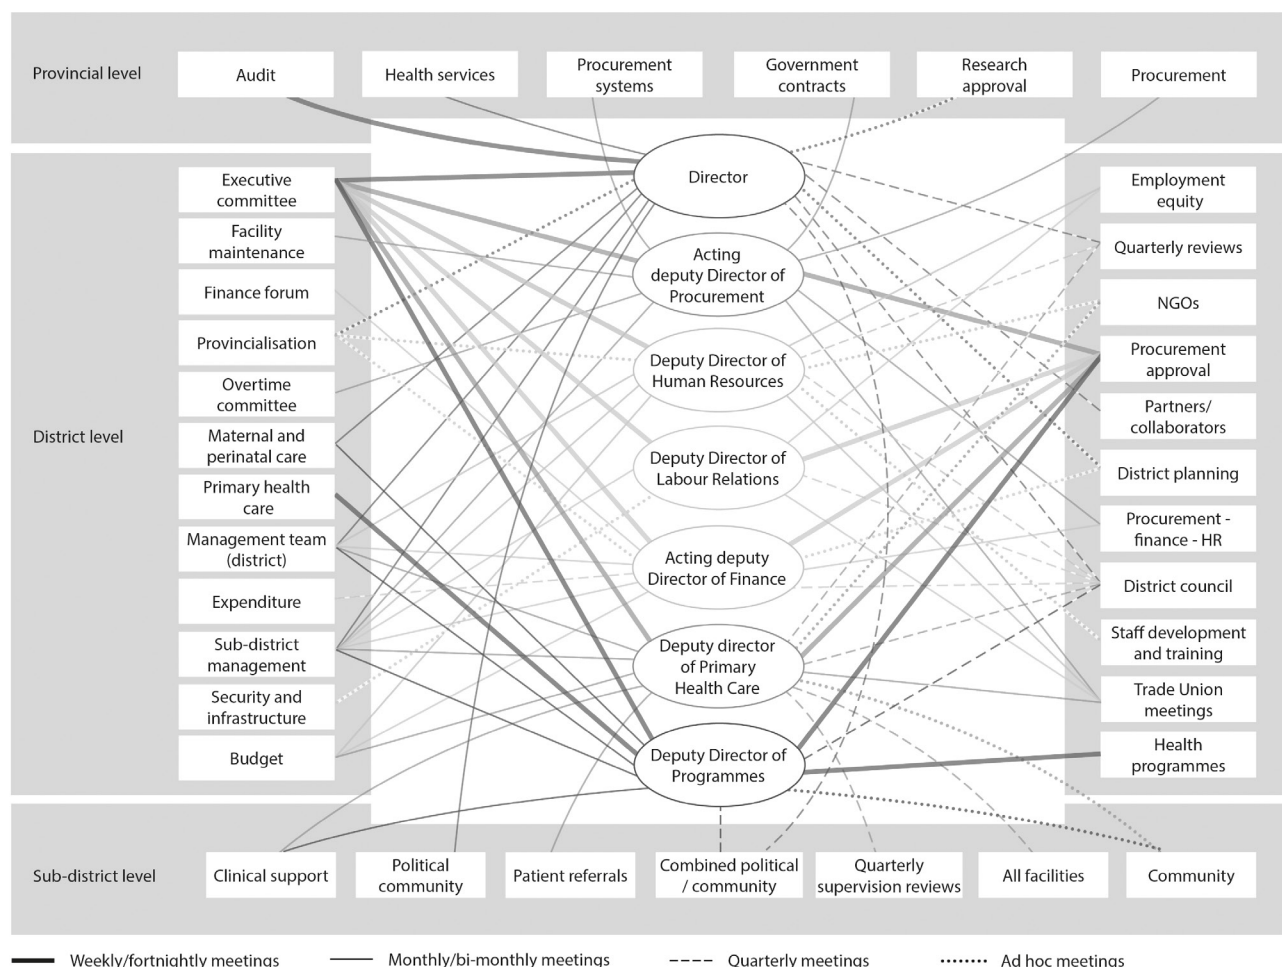 Provincial level
Audit
Health services
Procurement
systems
Government
contracts
Research
approval
Procurement
District level
Executive
committee
Facility
maintenance
Finance forum
Provincialisation
Overtime
committee
Maternal and
perinatal care
Primary health
care
Management team
(district)
Expenditure
Sub-district
management
Security and
infrastructure
Budget
Director
Acting
deputy Director of
Procurement
Deputy Director of
Human Resources
Deputy Director of
Labour Relations
Acting deputy
Director of Finance
Deputy director
of Primary
Health Care
Deputy Director of
Programmes
Employment
equity
Quarterly reviews
NGOs
Procurement
approval
Partners/
collaborators
District planning
Procurement -
finance - HR
District council
Staff development
and training
Trade Union
meetings
Health
programmes
Sub-district level
Clinical support
Political
community
Patient referrals
Combined political
/ community
Quarterly
supervision reviews
All facilities
Community
Weekly/fortnightly meetings
Monthly/bi-monthly meetings
Quarterly meetings
Ad hoc meetings